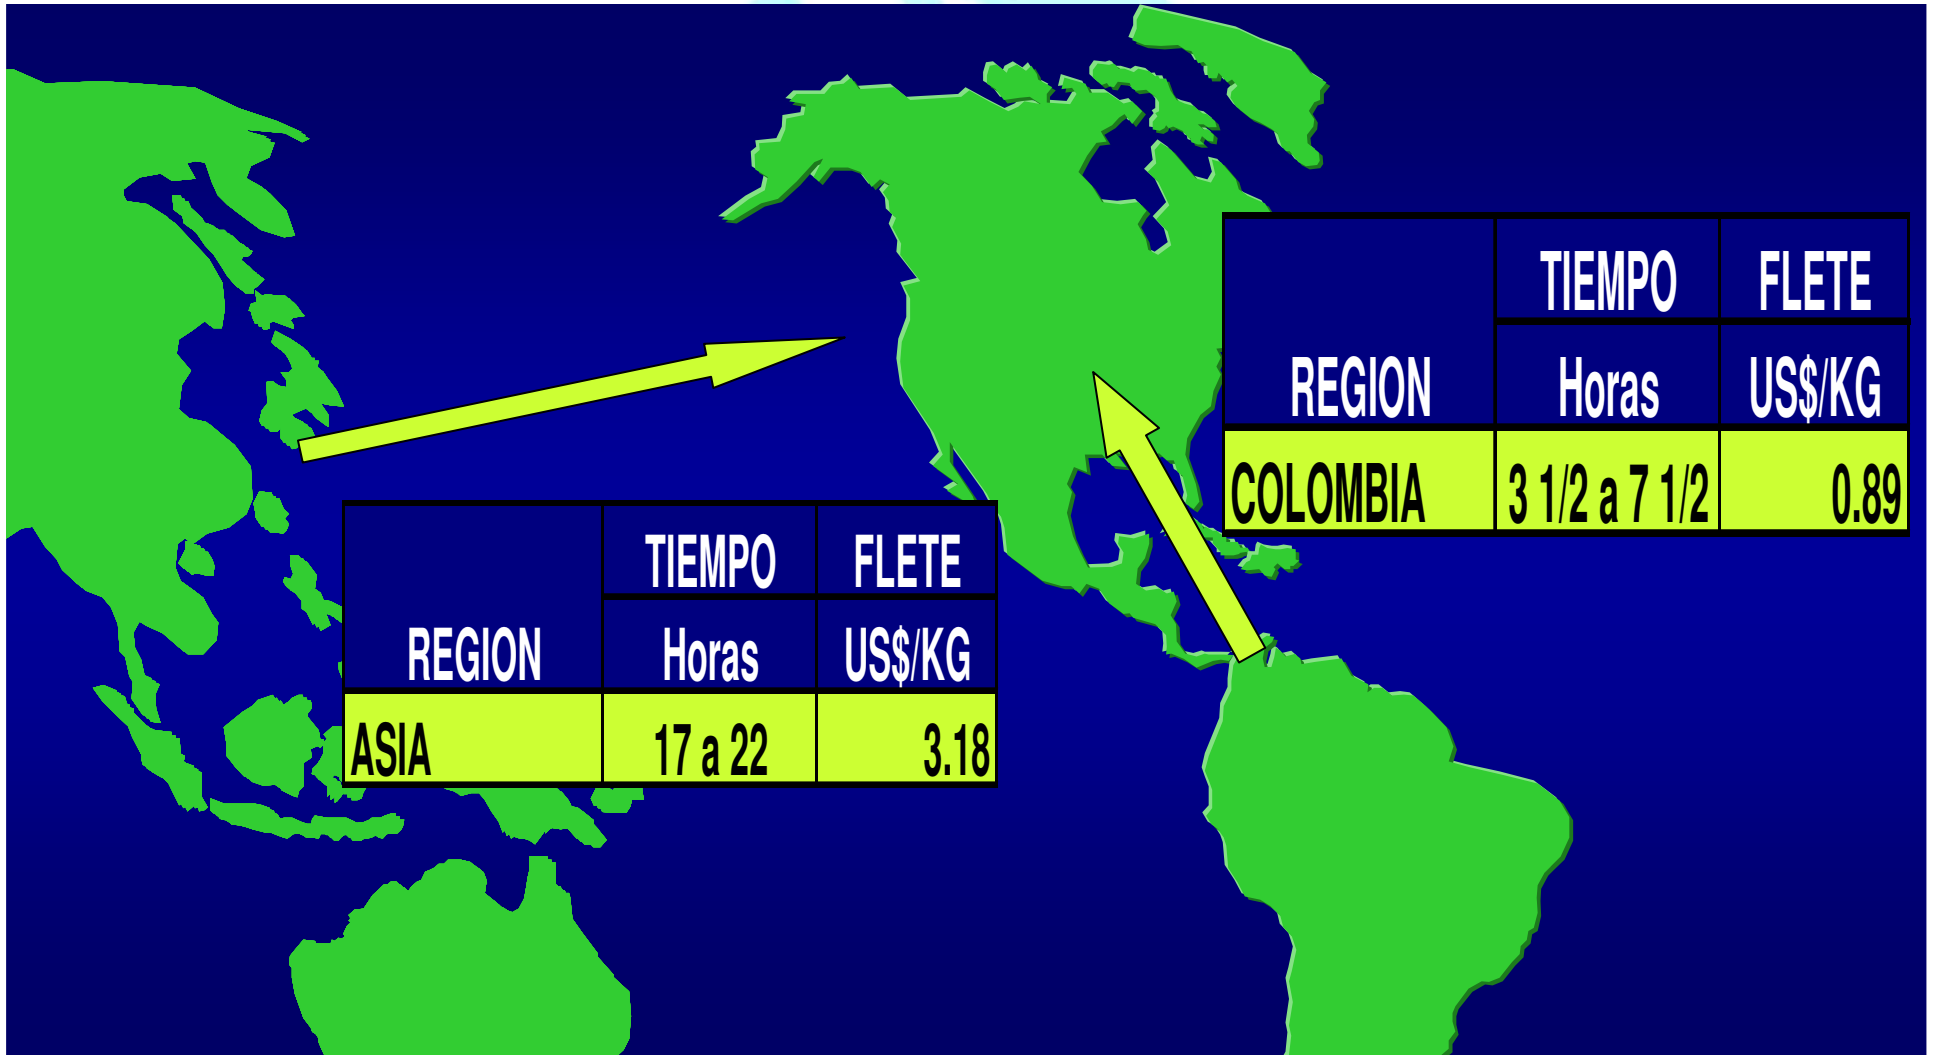 TIEMPO FLETE
REGION Horas US$/KG
COLOMBIA 3 1/2 a 7 1/2 0.89
TIEMPO FLETE
REGION Horas US$/KG
ASIA 17 a 22 3.18